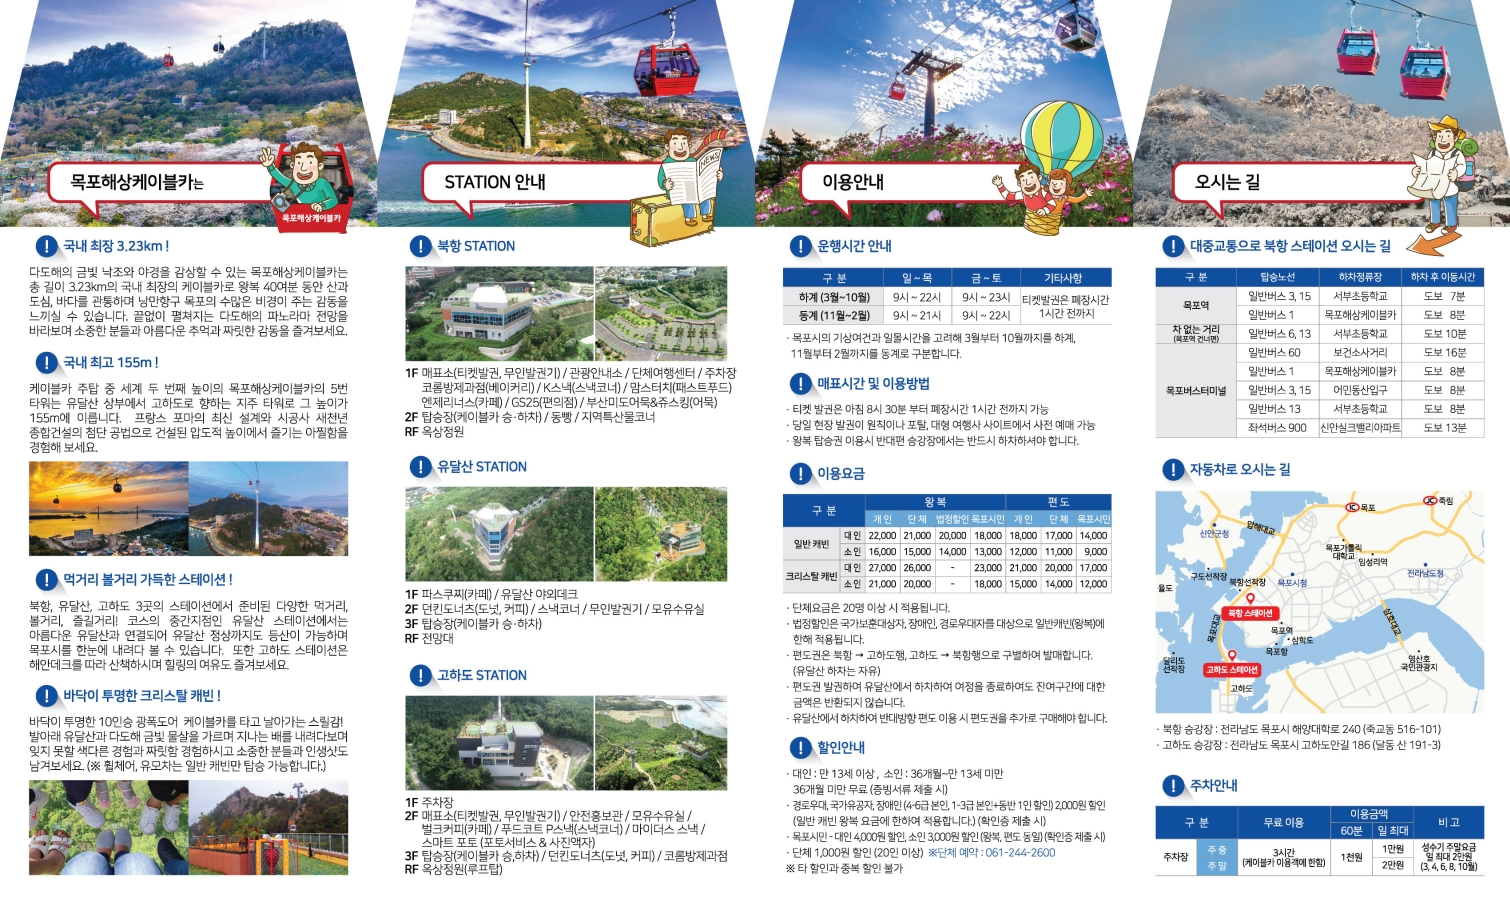 목포해상케이블카는
목포해상케이블카
국내 최장 3.23km !
다도해의 금빛 낙조와 야경을 감상할 수 있는 목포해상케이블카는
총 길이 3.23km의 국내 최장의 케이블카로 왕복 40여분 동안 산과
도심, 바다를 관통하며 낭만항구 목포의 수많은 비경이 주는 감동을
느끼실 수 있습니다. 끝없이 펼쳐지는 다도해의 파노라마 전망을
바라보며 소중한 분들과 아름다운 추억과 짜릿한 감동을 즐겨보세요.
국내 최고 155m !
케이블카 주탑 중 세계 두 번째 높이의 목포해상케이블카의 5번
타워는 유달산 상부에서 고하도로 향하는 지주 타워로 그 높이가
155m에 이릅니다. 프랑스 포마의 최신 설계와 시공사 새천년
종합건설의 첨단 공법으로 건설된 압도적 높이에서 즐기는 아찔함을
경험해 보세요.
먹거리 볼거리 가득한 스테이션 !
북항, 유달산, 고하도 3곳의 스테이션에서 준비된 다양한 먹거리,
볼거리, 즐길거리! 코스의 중간지점인 유달산 스테이션에서는
아름다운 유달산과 연결되어 유달산 정상까지도 등산이 가능하며
목포시를 한눈에 내려다 볼 수 있습니다. 또한 고하도 스테이션은
해안데크를 따라 산책하시며 힐링의 여유도 즐겨보세요.
바닥이 투명한 크리스탈 캐빈 !
바닥이 투명한 10인승 광폭도어 케이블카를 타고 날아가는 스릴감!
발아래 유달산과 다도해 금빛 물살을 가르며 지나는 배를 내려다보며
잊지 못할 색다른 경험과 짜릿함 경험하시고 소중한 분들과 인생샷도
남겨보세요. (※ 휠체어, 유모차는 일반 캐빈만 탑승 가능합니다.)
STATION 안내
NEWS
북항 STATION
1F 매표소(티켓발권, 무인발권기) / 관광안내소 / 단체여행센터 / 주차장
코롬방제과점(베이커리) / K스낵(스낵코너) / 맘스터치(패스트푸드)
엔제리너스(카페) / GS25(편의점) / 부산미도어묵&쥬스킹(어묵)
2F 탑승장(케이블카 승·하차) / 동빵 / 지역특산물코너
RF 옥상정원
유달산 STATION
1F 파스쿠찌(카페) / 유달산 야외데크
2F 던킨도너츠(도넛, 커피) / 스낵코너 / 무인발권기 / 모유수유실
3F 탑승장(케이블카 승·하차)
RF 전망대
고하도 STATION
1F 주차장
2F 매표소(티켓발권, 무인발권기) / 안전홍보관 / 모유수유실 /
벌크커피(카페) / 푸드코트 P스낵(스낵코너) / 마이더스 스낵 /
스마트 포토 (포토서비스 & 사진액자)
3F 탑승장(케이블카 승,하차) / 던킨도너츠(도넛, 커피) / 코롬방제과점
RF 옥상정원(루프탑)
이용안내
운행시간 안내
구 분 일 ~ 목 금 ~ 토 기타사항
하계 (3월~10월) 9시 ~ 22시 9시 ~ 23시 티켓발권은 폐장시간
동계 (11월~2월) 9시 ~ 21시 9시 ~ 22시 1시간 전까지
· 목포시의 기상여건과 일몰시간을 고려해 3월부터 10월까지를 하계,
11월부터 2월까지를 동계로 구분합니다.
매표시간 및 이용방법
· 티켓 발권은 아침 8시 30분 부터 폐장시간 1시간 전까지 가능
· 당일 현장 발권이 원칙이나 포탈, 대형 여행사 사이트에서 사전 예매 가능
· 왕복 탑승권 이용시 반대편 승강장에서는 반드시 하차하셔야 합니다.
이용요금
구 분 왕 복 편 도
개 인 단 체 법정할인 목포시민 개 인 단 체 목포시민
일반 캐빈 대 인 22,000 21,000 20,000 18,000 18,000 17,000 14,000
소 인 16,000 15,000 14,000 13,000 12,000 11,000 9,000
크리스탈 캐빈 대 인 27,000 26,000 - 23,000 21,000 20,000 17,000
소 인 21,000 20,000 - 18,000 15,000 14,000 12,000
· 단체요금은 20명 이상 시 적용됩니다.
· 법정할인은 국가보훈대상자, 장애인, 경로우대자를 대상으로 일반캐빈(왕복)에
한해 적용됩니다.
· 편도권은 북항 → 고하도행, 고하도 → 북항행으로 구별하여 발매합니다.
(유달산 하차는 자유)
· 편도권 발권하여 유달산에서 하차하여 여정을 종료하여도 잔여구간에 대한
금액은 반환되지 않습니다.
· 유달산에서 하차하여 반대방향 편도 이용 시 편도권을 추가로 구매해야 합니다.
할인안내
· 대인 : 만 13세 이상 , 소인 : 36개월~만 13세 미만
36개월 미만 무료 (증빙서류 제출 시)
· 경로우대, 국가유공자, 장애인 (4-6급 본인, 1-3급 본인+동반 1인 할인) 2,000원 할인
(일반 캐빈 왕복 요금에 한하여 적용합니다.) (확인증 제출 시)
· 목포시민 - 대인 4,000원 할인, 소인 3,000원 할인 (왕복, 편도 동일) (확인증 제출 시)
· 단체 1,000원 할인 (20인 이상) ※단체 예약 : 061-244-2600
※ 타 할인과 중복 할인 불가
오시는 길
대중교통으로 북항 스테이션 오시는 길
구 분 탑승노선 하차정류장 하차 후 이동시간
목포역 일반버스 3, 15 서부초등학교 도보 7분
일반버스 1 목포해상케이블카 도보 8분
차 없는 거리 (목포역 건너편) 일반버스 6, 13 서부초등학교 도보 10분
목포버스터미널 일반버스 60 보건소사거리 도보 16분
일반버스 1 목포해상케이블카 도보 8분
일반버스 3, 15 어민동산입구 도보 8분
일반버스 13 서부초등학교 도보 8분
좌석버스 900 신안실크밸리아파트 도보 13분
자동차로 오시는 길
JC 죽림
IC 목포
압해대교
신안군청
목포가톨릭
대학교
임성리역
전라남도청
구도선착장
북항선착장
목포시청
율도
북항 스테이션
목포대교
목포역
삼학도
목포항
삼호대교
달리도
선착장
고하도 스테이션
고하도
영산호
국민관광지
· 북항 승강장 : 전라남도 목포시 해양대학로 240 (죽교동 516-101)
· 고하도 승강장 : 전라남도 목포시 고하도안길 186 (달동 산 191-3)
주차안내
구 분 무료 이용 이용금액 비 고
60분 일 최대
주차장 주 중 3시간 1천원 1만원 성수기 주말요금
주 말 (케이블카 이용객에 한함) 2만원 일 최대 2만원
(3, 4, 6, 8, 10월)